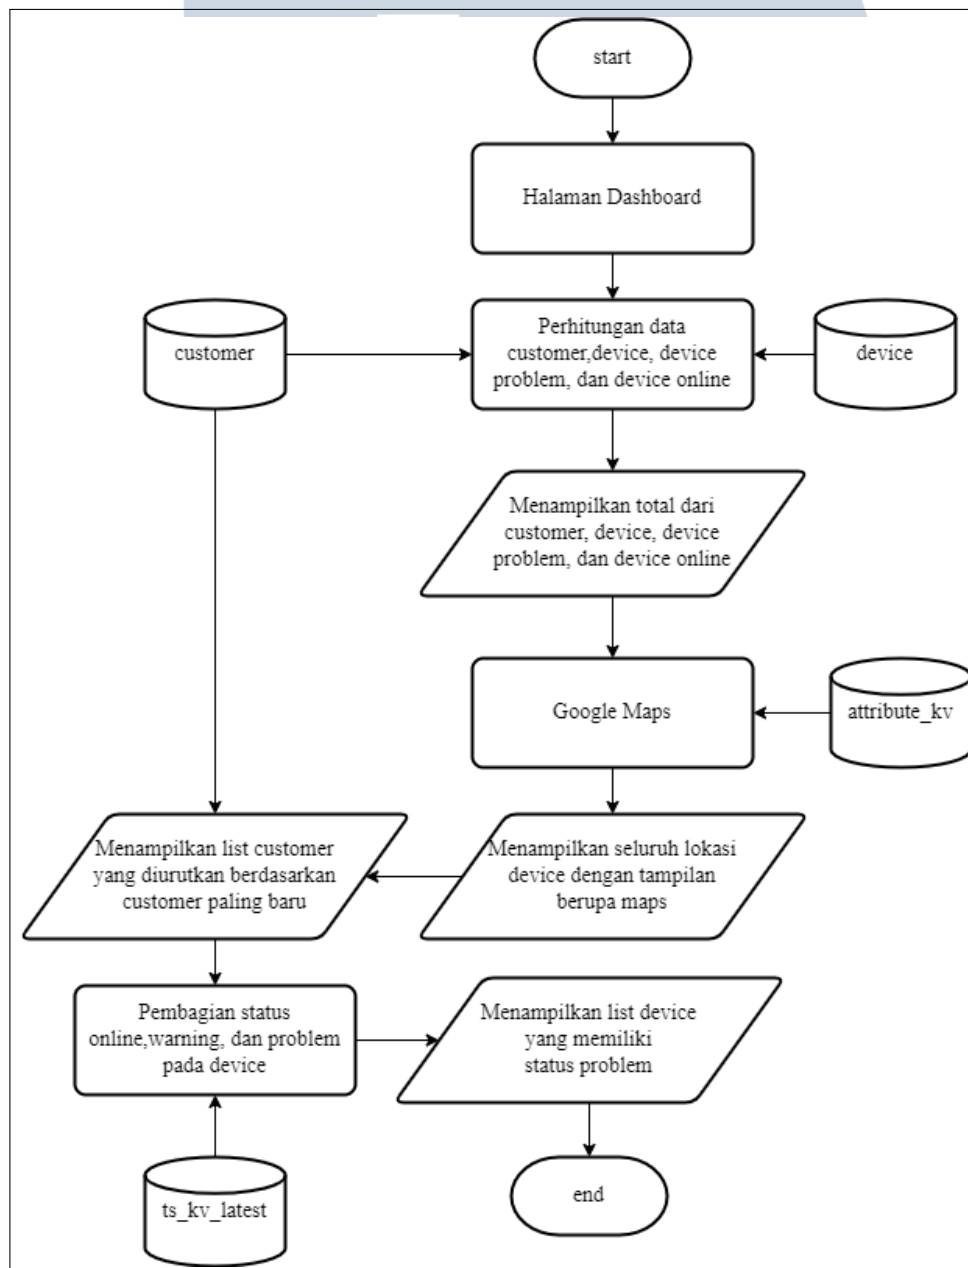 start
Halaman Dashboard
customer
Perhitungan data
customer,device, device
problem, dan device online
device
Menampilkan total dari
customer, device, device
problem, dan device online
Google Maps
attribute_kv
Menampilkan list customer
yang diurutkan berdasarkan
customer paling baru
Menampilkan seluruh lokasi
device dengan tampilan
berupa maps
Pembagian status
online,warning, dan problem
pada device
Menampilkan list device
yang memiliki
status problem
ts_kv_latest
end